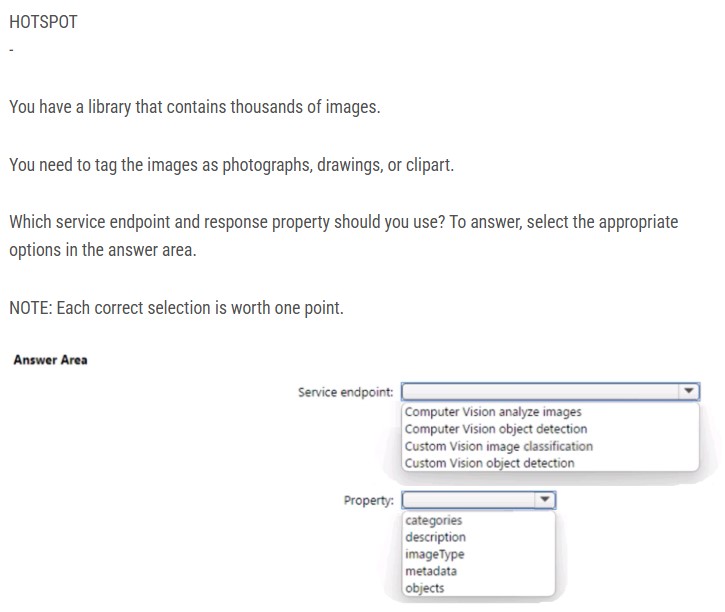 HOTSPOT
-
You have a library that contains thousands of images.
You need to tag the images as photographs, drawings, or clipart.
Which service endpoint and response property should you use? To answer, select the appropriate
options in the answer area.
NOTE: Each correct selection is worth one point.
Answer Area
Service endpoint:
Computer Vision analyze images
Computer Vision object detection
Custom Vision image classification
Custom Vision object detection
Property:
categories
description
imageType
metadata
objects